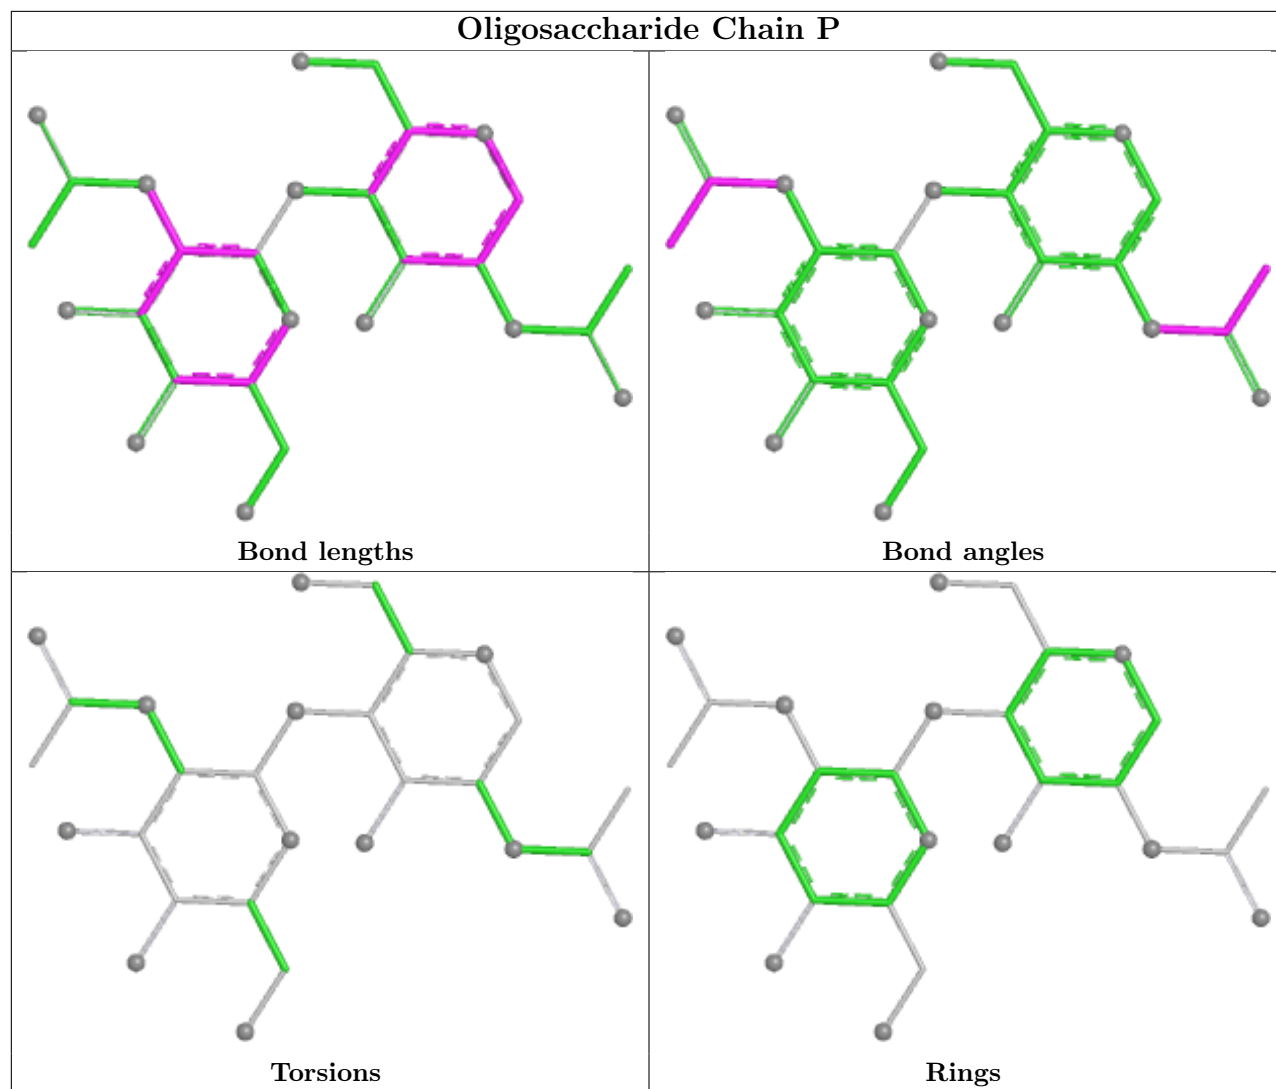 Oligosaccharide Chain P
Bond lengths
Bond angles
Torsions
Rings